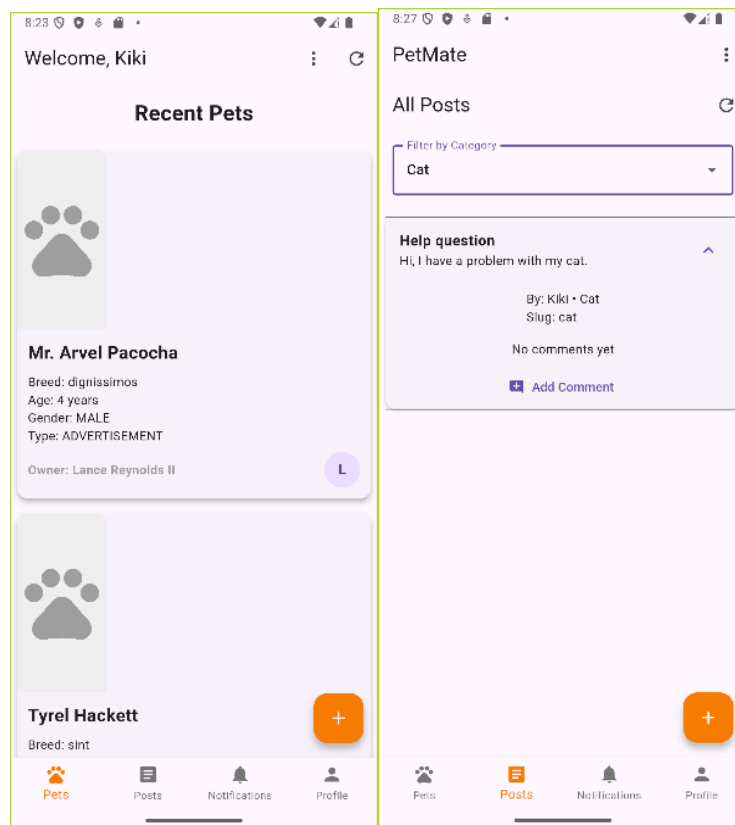 8:23
Welcome, Kiki
Recent Pets
Mr. Arvel Pacocha
Breed: dignissimos
Age: 4 years
Gender: MALE
Type: ADVERTISEMENT
Owner: Lance Reynolds II
L
Tyrel Hackett
Breed: sint
+
Pets
Posts
Notifications
Profile
8:27
PetMate
All Posts
Filter by Category
Cat
Help question
Hi, I have a problem with my cat.
By: Kiki • Cat
Slug: cat
No comments yet
Add Comment
+
Pets
Posts
Notifications
Profile